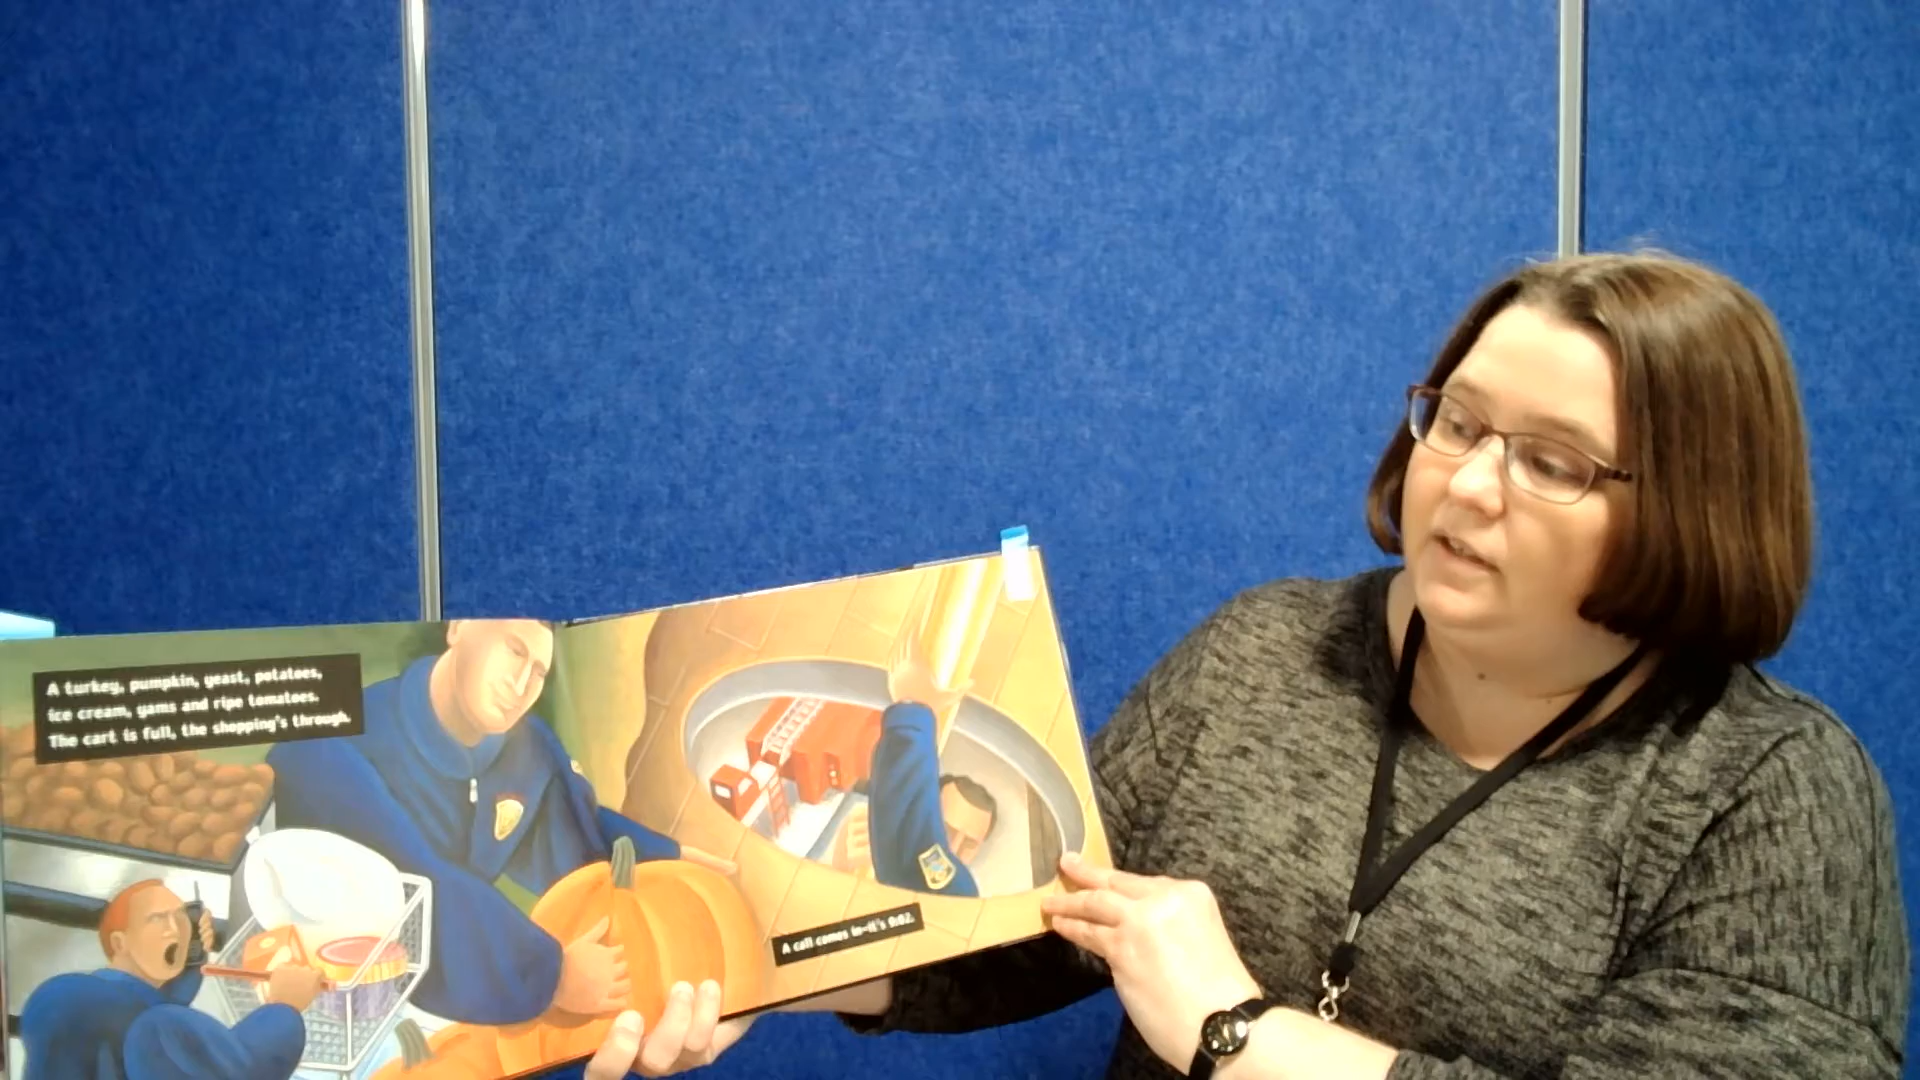 A turkey, pumpkin, yeast, potatoes,
ice cream, yams and ripe tomatoes.
The cart is full, the shopping's through.
A call comes in—it's 9:02.